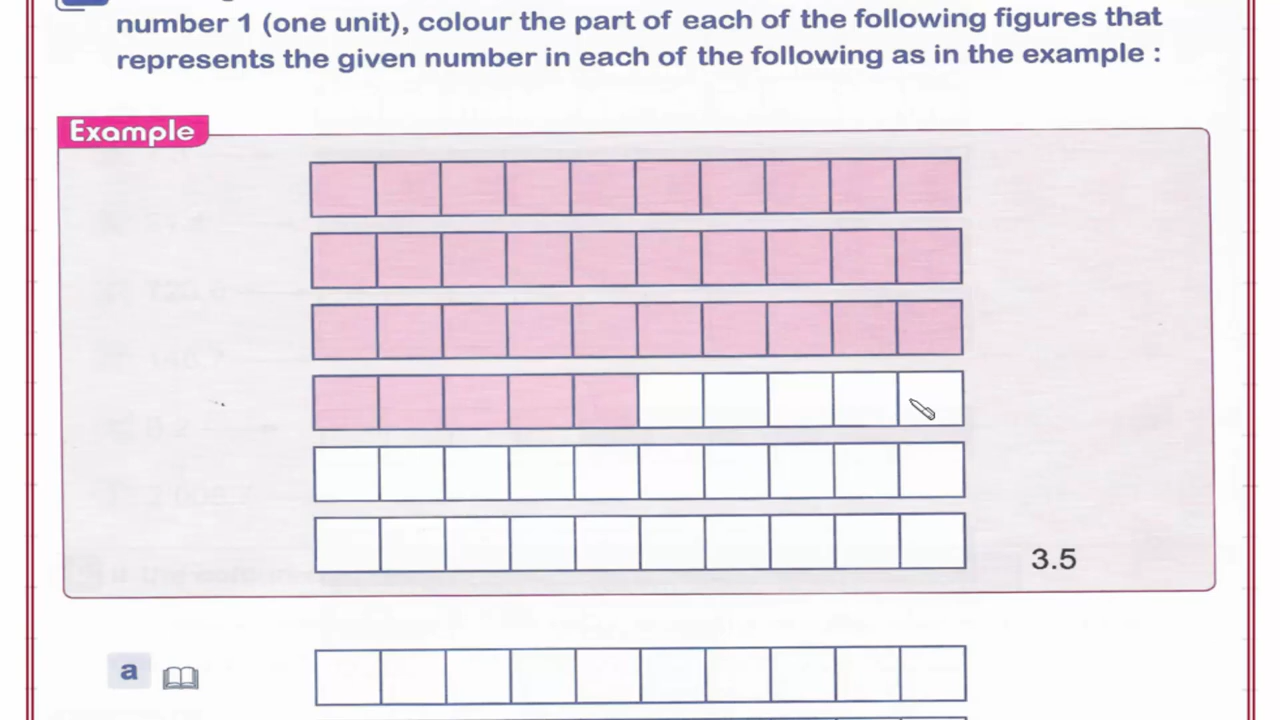 number 1 (one unit), colour the part of each of the following figures that
represents the given number in each of the following as in the example :
Example
3.5
a